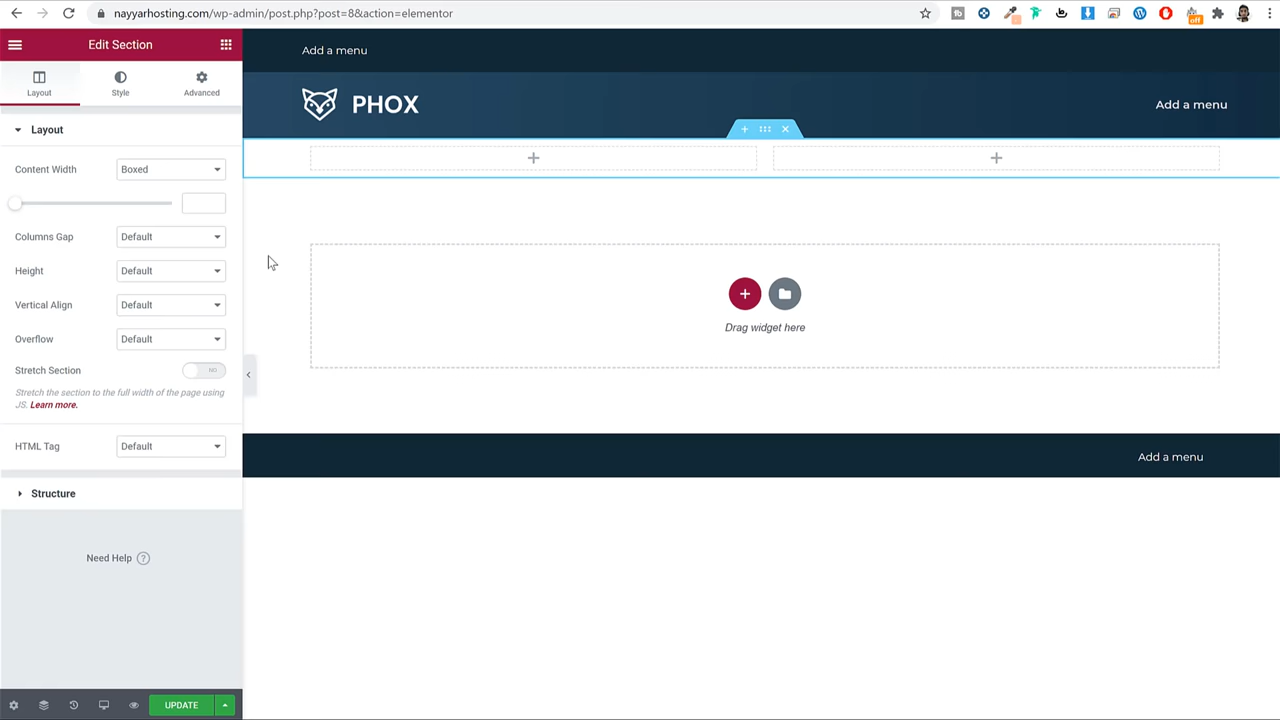 nayyarhosting.com/wp-admin/post.php?post=8&action=elementor
off
Edit Section
Layout
Style
Advanced
Layout
Content Width
Boxed
Columns Gap
Default
Height
Default
Vertical Align
Default
Overflow
Default
Stretch Section
NO
Stretch the section to the full width of the page using
JS. Learn more.
HTML Tag
Default
Structure
Need Help ?
UPDATE
Add a menu
PHOX
Add a menu
Drag widget here
Add a menu